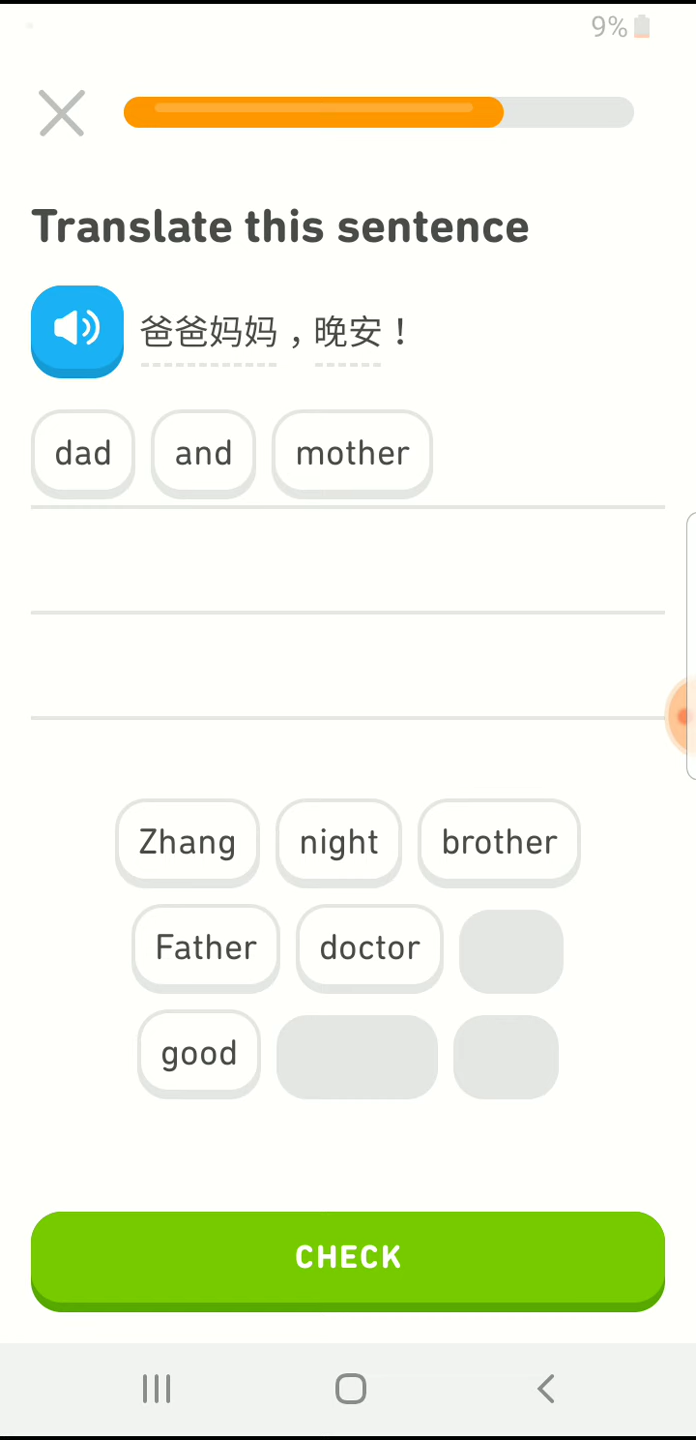 9%
Translate this sentence
爸爸妈妈，晚安！
dad and mother
Zhang night brother
Father doctor
good
CHECK